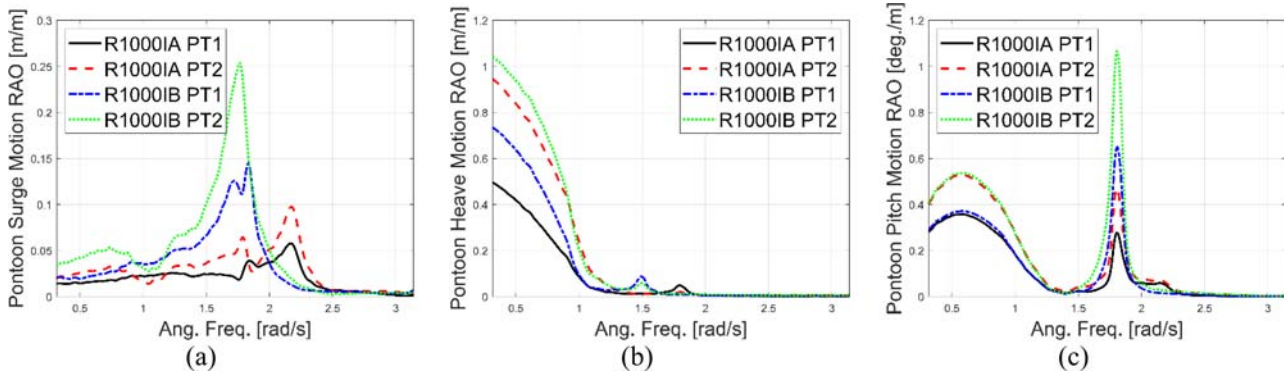 Pontoon Surge Motion RAO [m/m]
0.3
0.25
0.2
0.15
0.1
0.05
0
R1000IA PT1
R1000IA PT2
R1000IB PT1
R1000IB PT2
0.5 1 1.5 2 2.5 3
Ang. Freq. [rad/s]
(a)
Pontoon Heave Motion RAO [m/m]
1.2
1
0.8
0.6
0.4
0.2
0
R1000IA PT1
R1000IA PT2
R1000IB PT1
R1000IB PT2
0.5 1 1.5 2 2.5 3
Ang. Freq. [rad/s]
(b)
Pontoon Pitch Motion RAO [deg./m]
1.2
1
0.8
0.6
0.4
0.2
0
R1000IA PT1
R1000IA PT2
R1000IB PT1
R1000IB PT2
0.5 1 1.5 2 2.5 3
Ang. Freq. [rad/s]
(c)